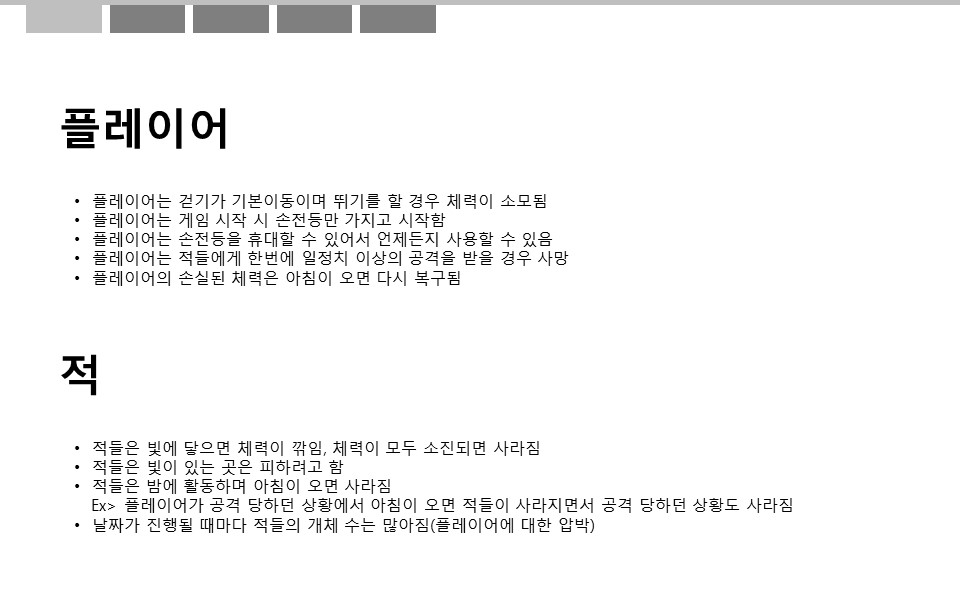 플레이어
• 플레이어는 걷기가 기본이동이며 뛰기를 할 경우 체력이 소모됨
• 플레이어는 게임 시작 시 손전등만 가지고 시작함
• 플레이어는 손전등을 휴대할 수 있어서 언제든지 사용할 수 있음
• 플레이어는 적들에게 한번에 일정치 이상의 공격을 받을 경우 사망
• 플레이어의 손실된 체력은 아침이 오면 다시 복구됨
적
• 적들은 빛에 닿으면 체력이 깎임, 체력이 모두 소진되면 사라짐
• 적들은 빛이 있는 곳은 피하려고 함
• 적들은 밤에 활동하며 아침이 오면 사라짐
Ex> 플레이어가 공격 당하던 상황에서 아침이 오면 적들이 사라지면서 공격 당하던 상황도 사라짐
• 날짜가 진행될 때마다 적들의 개체 수는 많아짐(플레이어에 대한 압박)